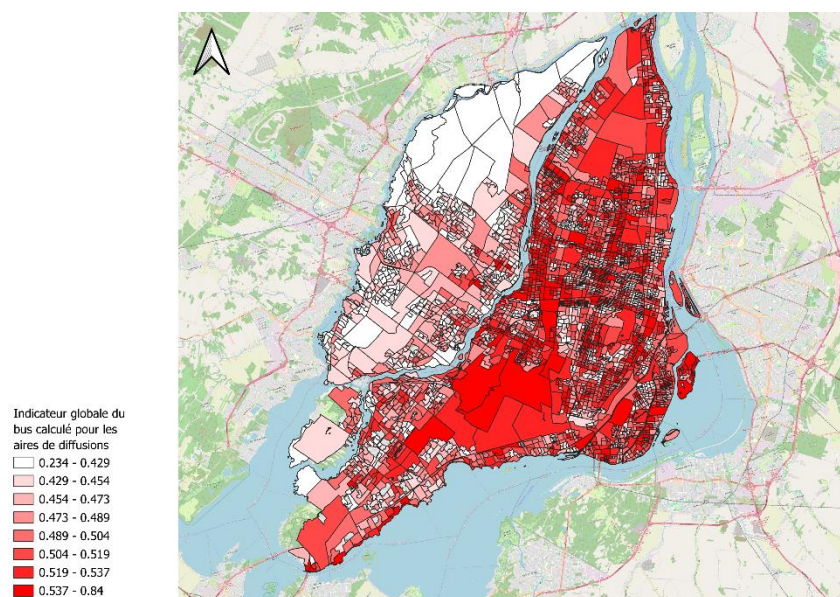 Indicateur globale du
bus calculé pour les
aires de diffusions
0.234 - 0.429
0.429 - 0.454
0.454 - 0.473
0.473 - 0.489
0.489 - 0.504
0.504 - 0.519
0.519 - 0.537
0.537 - 0.84